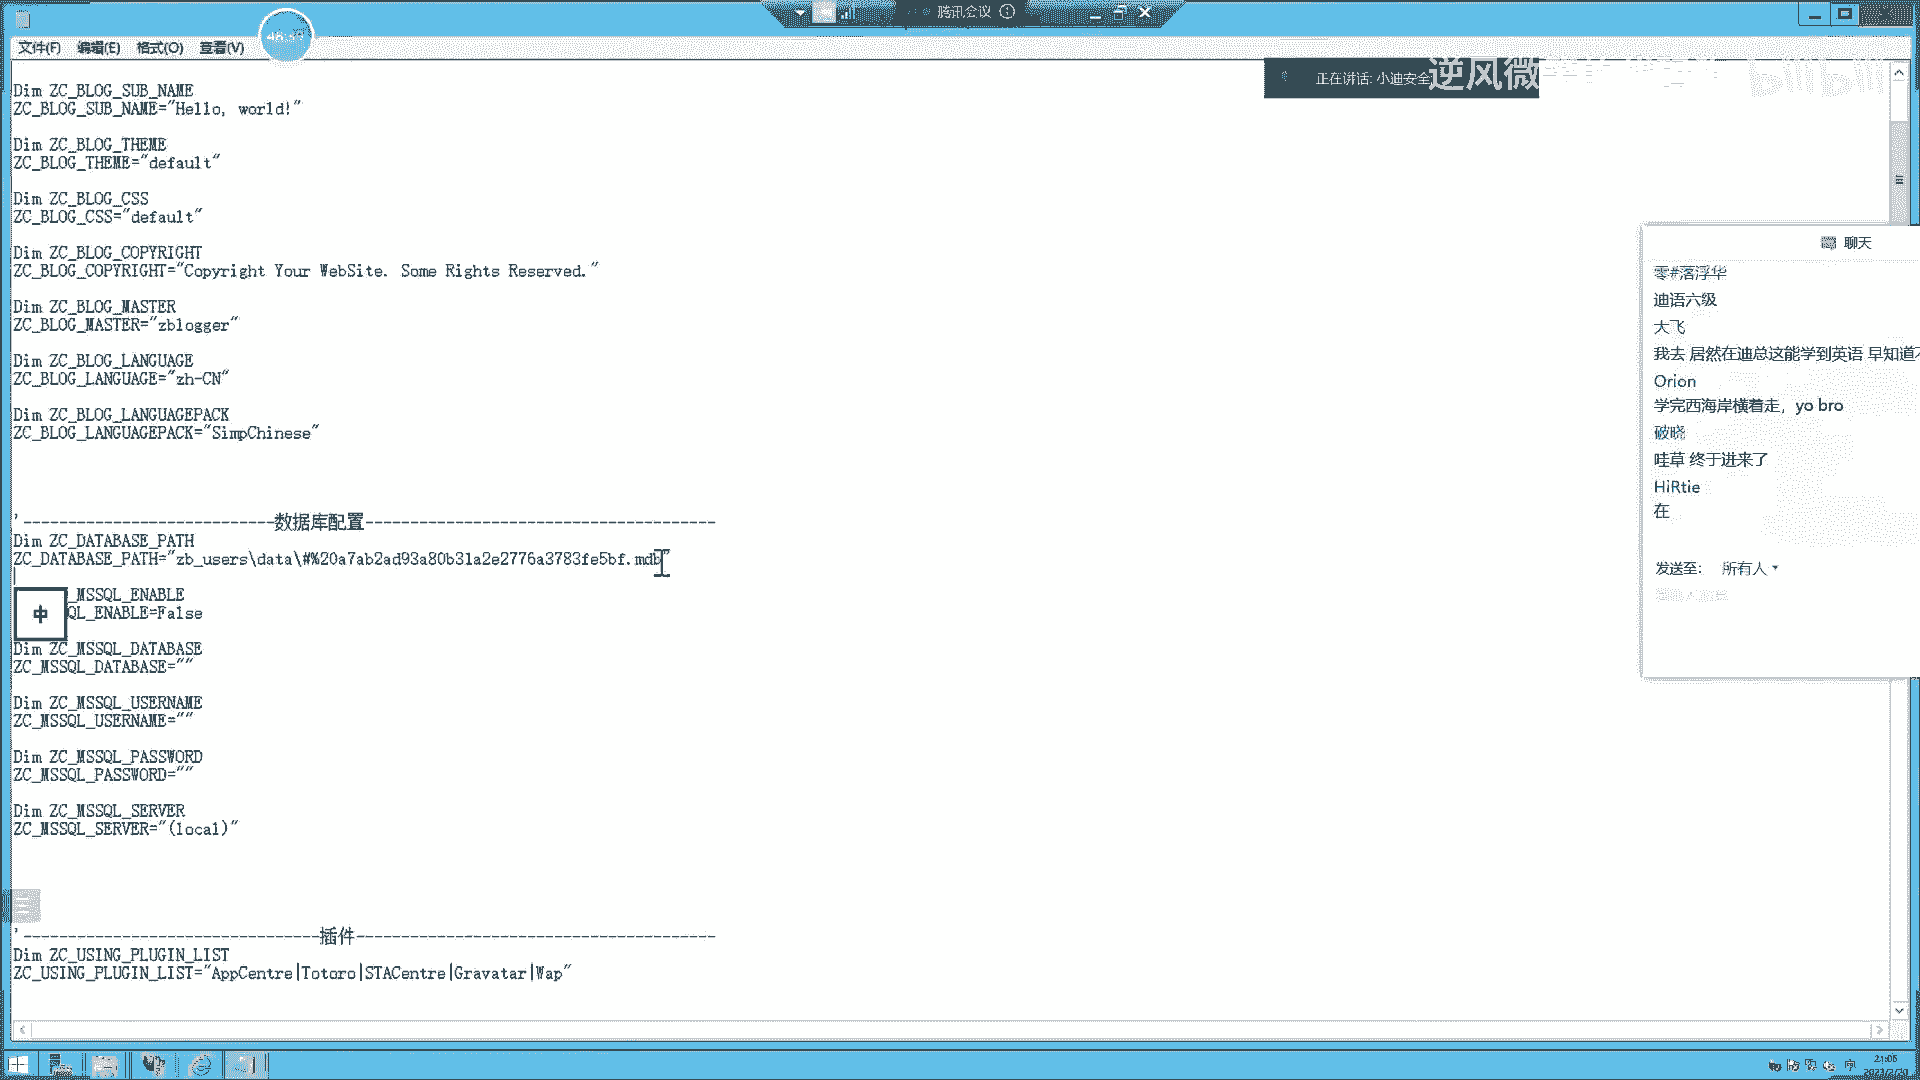 腾讯会议
文件(F) 编辑(E) 格式(O) 查看(V)
正在讲话: 小迪安全
逆风微
bilibili
Dim ZC_BLOG_SUB_NAME
ZC_BLOG_SUB_NAME="Hello, world!"
Dim ZC_BLOG_THEME
ZC_BLOG_THEME="default"
Dim ZC_BLOG_CSS
ZC_BLOG_CSS="default"
Dim ZC_BLOG_COPYRIGHT
ZC_BLOG_COPYRIGHT="Copyright Your WebSite. Some Rights Reserved."
Dim ZC_BLOG_MASTER
ZC_BLOG_MASTER="zblogger"
Dim ZC_BLOG_LANGUAGE
ZC_BLOG_LANGUAGE="zh-CN"
Dim ZC_BLOG_LANGUAGEPACK
ZC_BLOG_LANGUAGEPACK="SimpChinese"
'----------------------------数据库配置-----------------------------------
Dim ZC_DATABASE_PATH
ZC_DATABASE_PATH="zb_users\data\#%20a7ab2ad93a80b31a2e2776a3783fe5bf.mdb"
_MSSQL_ENABLE
QL_ENABLE=False
中
Dim ZC_MSSQL_DATABASE
ZC_MSSQL_DATABASE=""
Dim ZC_MSSQL_USERNAME
ZC_MSSQL_USERNAME=""
Dim ZC_MSSQL_PASSWORD
ZC_MSSQL_PASSWORD=""
Dim ZC_MSSQL_SERVER
ZC_MSSQL_SERVER="(local)"
'---------------------------------插件------------------------------------
Dim ZC_USING_PLUGIN_LIST
ZC_USING_PLUGIN_LIST="AppCentre|Totoro|STACentre|Gravatar|Wap"
聊天
零#落浮华
迪语六级
大飞
我去 居然在迪总这能学到英语 早知道
Orion
学完西海岸横着走，yo bro
破晓
哇草 终于进来了
HiRtie
在
发送至: 所有人
21:05